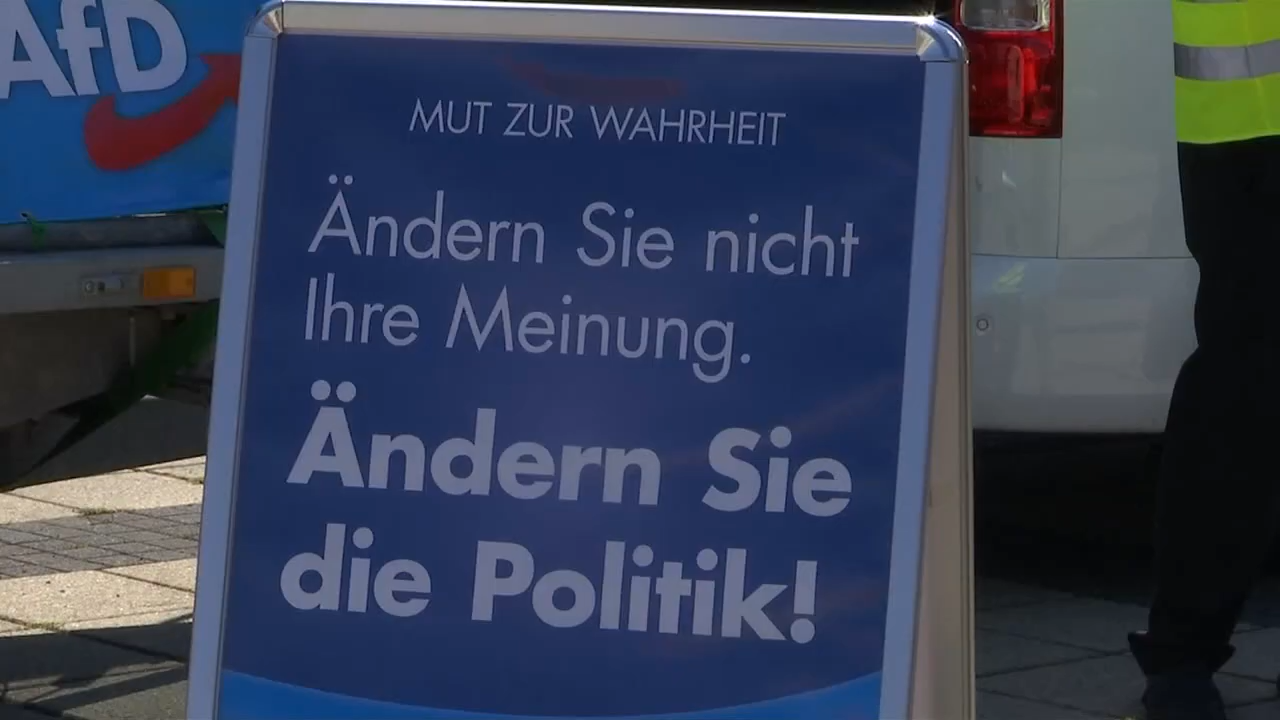 AfD
MUT ZUR WAHRHEIT
Ändern Sie nicht
Ihre Meinung.
Ändern Sie
die Politik!